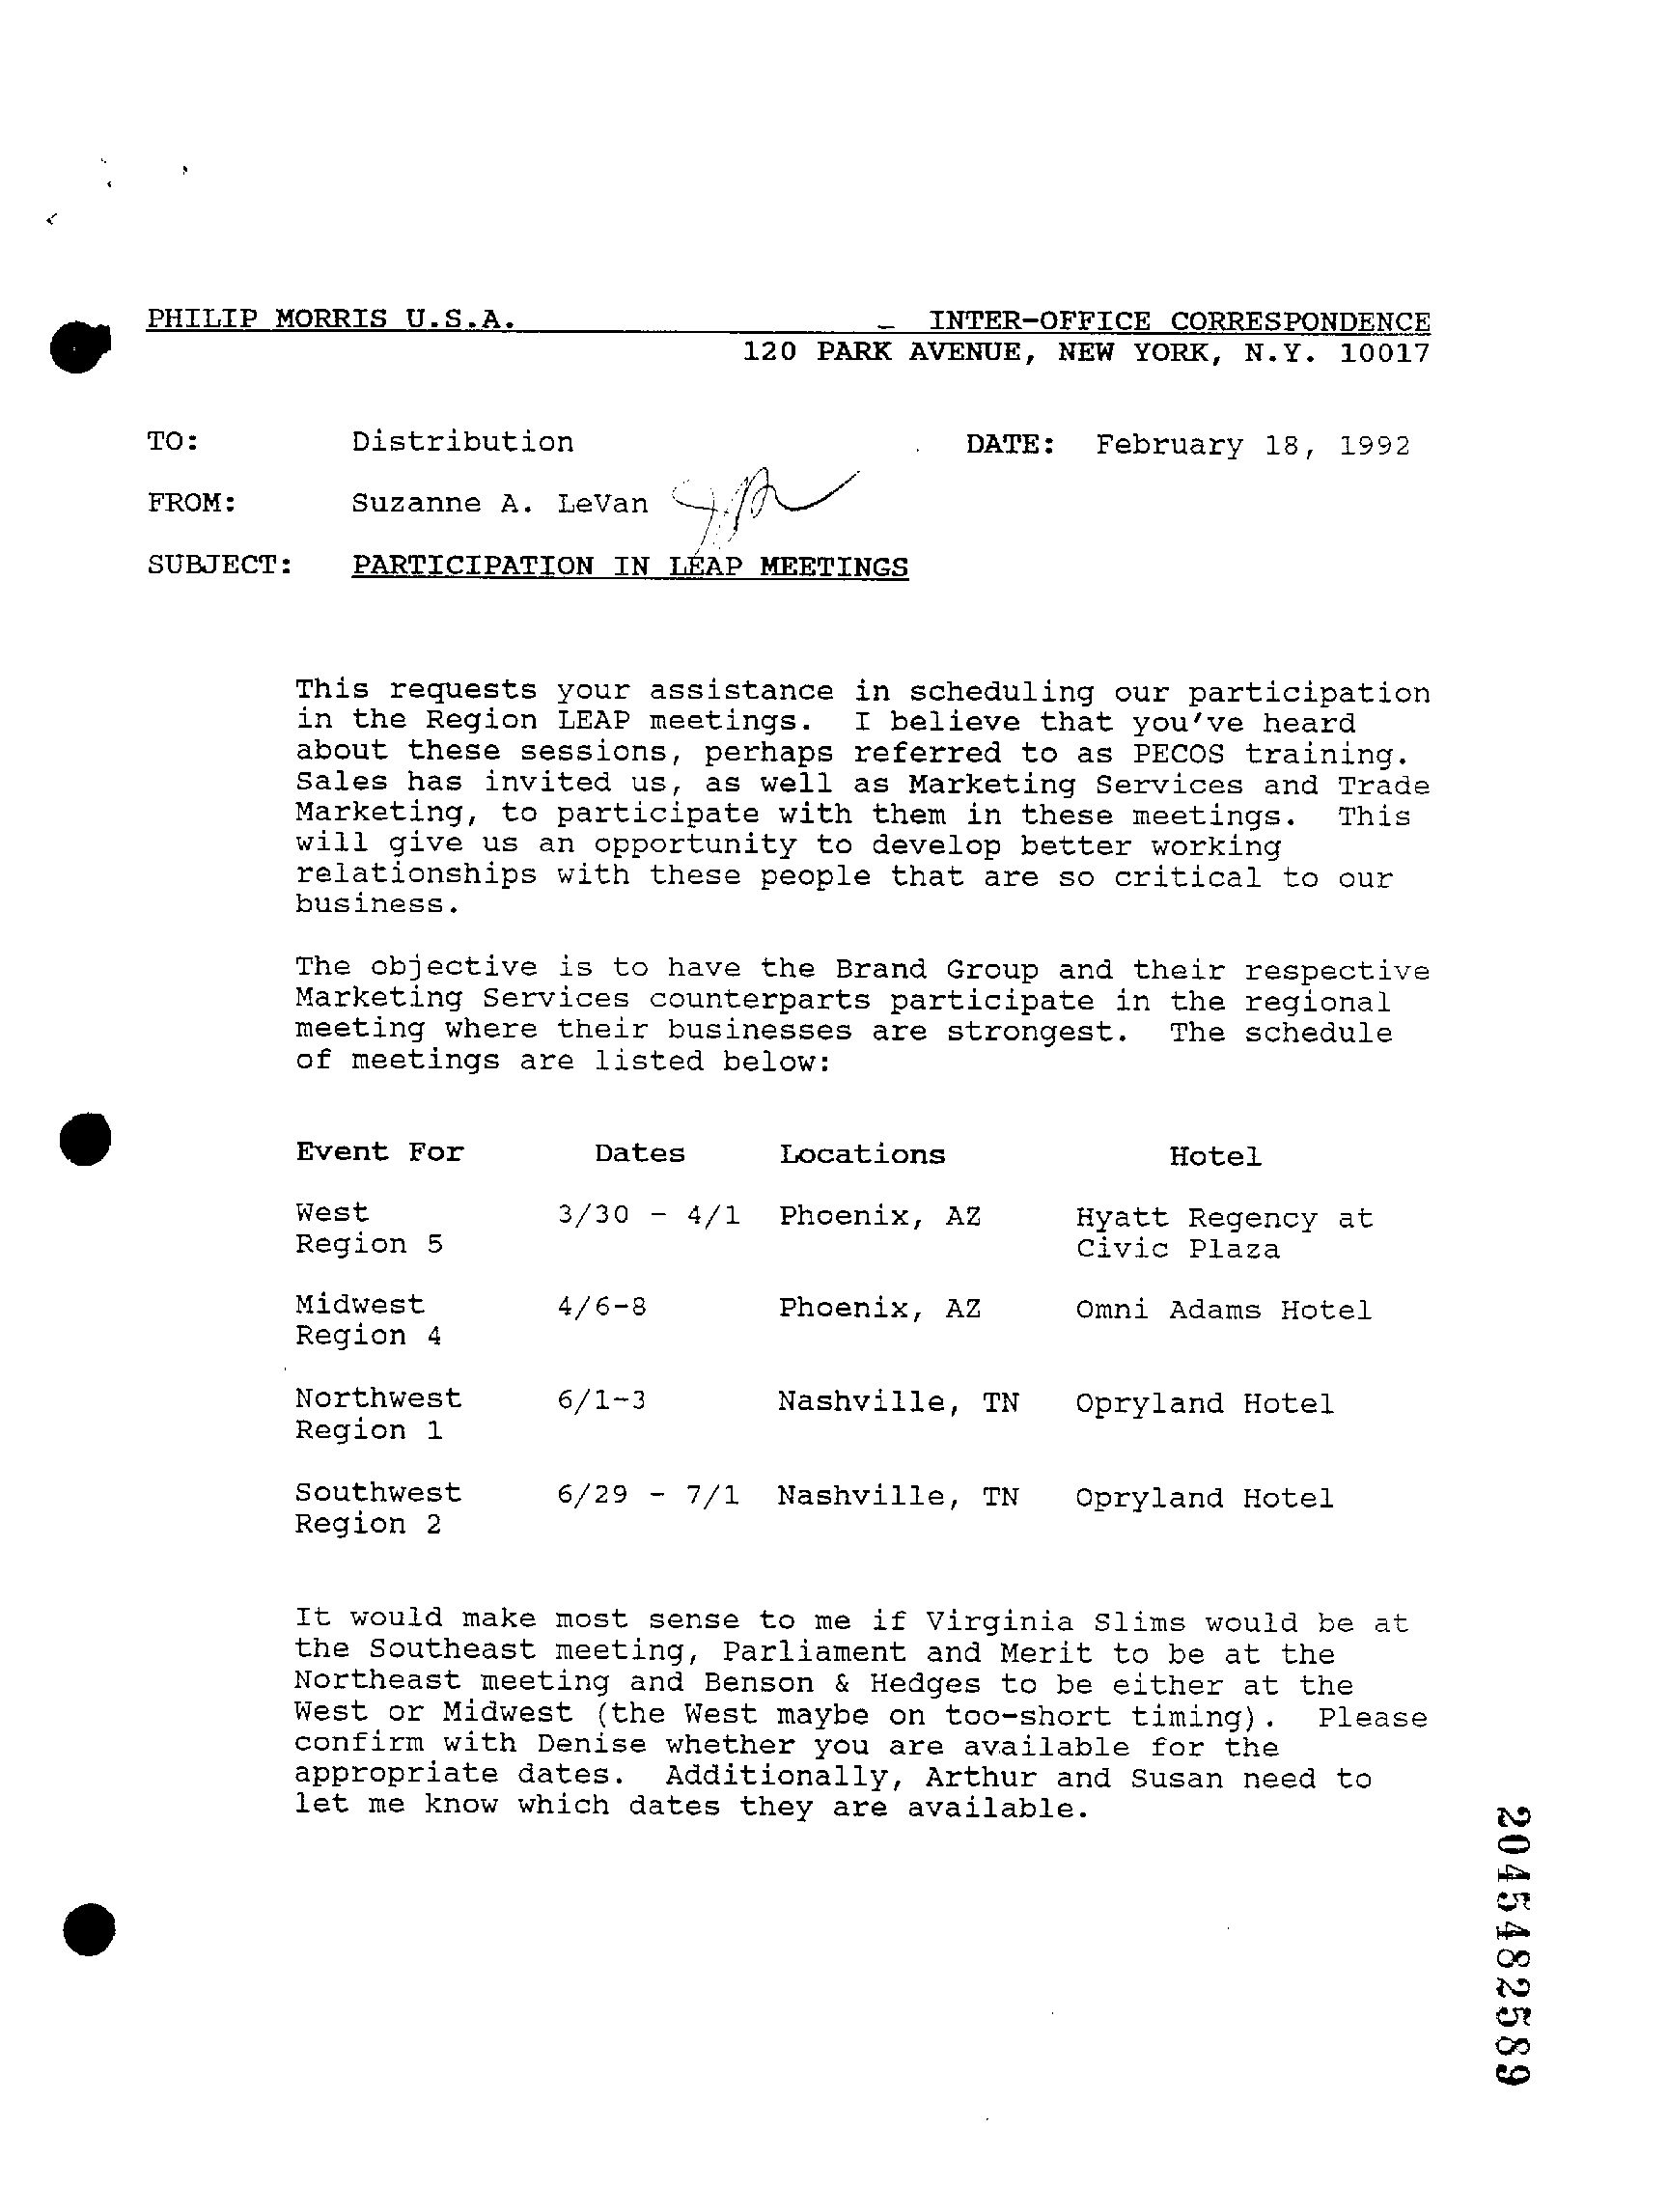 PHILIP MORRIS U.S.A. – INTER-OFFICE CORRESPONDENCE
120 PARK AVENUE, NEW YORK, N.Y. 10017
TO: Distribution DATE: February 18, 1992
FROM: Suzanne A. LeVan
SUBJECT: PARTICIPATION IN LEAP MEETINGS
This requests your assistance in scheduling our participation
in the Region LEAP meetings. I believe that you've heard
about these sessions, perhaps referred to as PECOS training.
Sales has invited us, as well as Marketing Services and Trade
Marketing, to participate with them in these meetings. This
will give us an opportunity to develop better working
relationships with these people that are so critical to our
business.
The objective is to have the Brand Group and their respective
Marketing Services counterparts participate in the regional
meeting where their businesses are strongest. The schedule
of meetings are listed below:
Event For Dates Locations Hotel
West 3/30 - 4/1 Phoenix, AZ Hyatt Regency at
Region 5 Civic Plaza
Midwest 4/6-8 Phoenix, AZ Omni Adams Hotel
Region 4
Northwest 6/1-3 Nashville, TN Opryland Hotel
Region 1
Southwest 6/29 - 7/1 Nashville, TN Opryland Hotel
Region 2
It would make most sense to me if Virginia Slims would be at
the Southeast meeting, Parliament and Merit to be at the
Northeast meeting and Benson & Hedges to be either at the
West or Midwest (the West maybe on too-short timing). Please
confirm with Denise whether you are available for the
appropriate dates. Additionally, Arthur and Susan need to
let me know which dates they are available.
2045482589